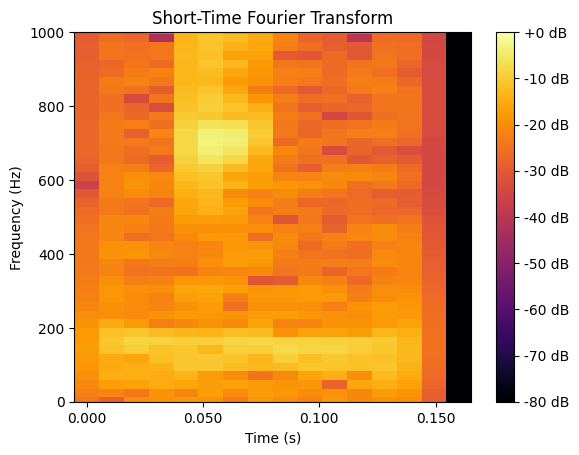 Short-Time Fourier Transform
1000
800
600
400
200
0
Frequency (Hz)
0.000
0.050
0.100
0.150
Time (s)
+0 dB
-10 dB
-20 dB
-30 dB
-40 dB
-50 dB
-60 dB
-70 dB
-80 dB